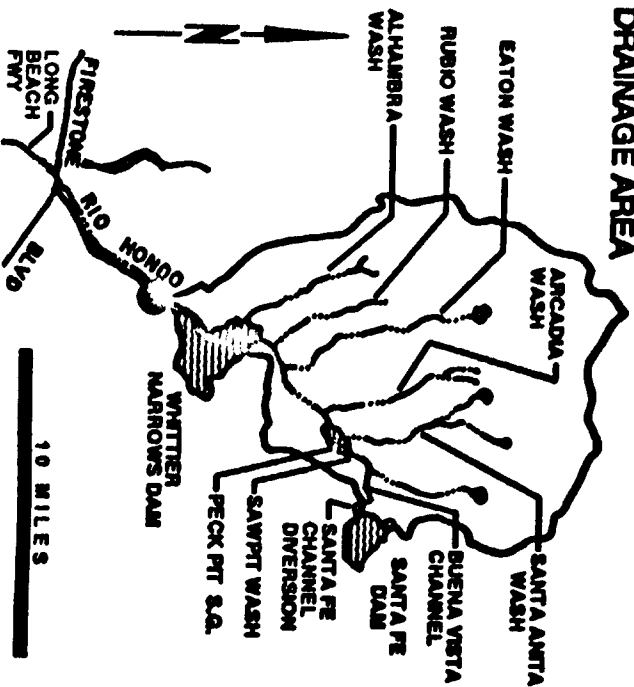 DRAINAGE AREA
ALHAMBRA
WASH
RUBIO WASH
EATON WASH
ARCADIA
WASH
N
SANTA ANITA
WASH
BUENA VISTA
CHANNEL
SANTA FE
DAM
SANTA FE
CHANNEL
DIVERSION
SAWPIT WASH
PECK PIT S.G.
WHITTIER
NARROWS DAM
RIO HONDO
FIRESTONE
BLVD
LONG
BEACH
FWY
10 MILES